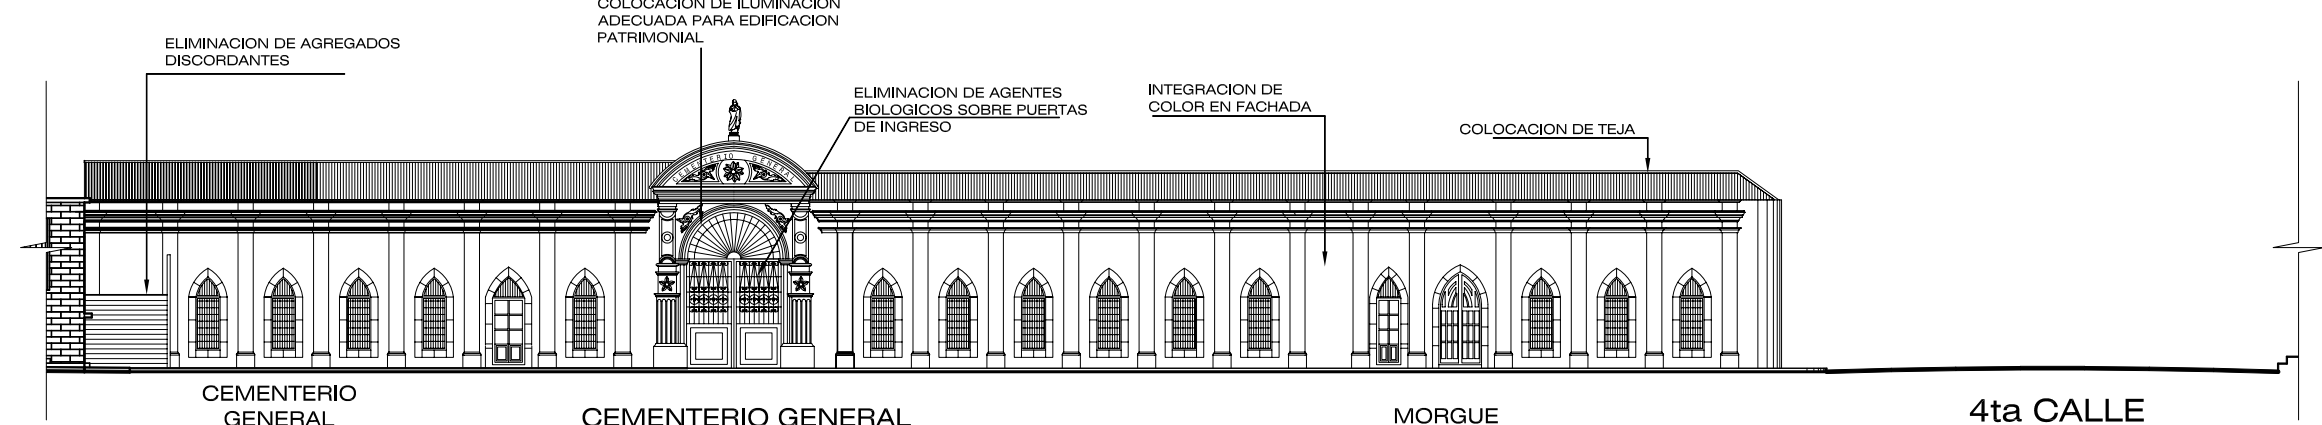 COLOCACION DE ILUMINACION
ADECUADA PARA EDIFICACION
PATRIMONIAL
ELIMINACION DE AGREGADOS
DISCORDANTES
ELIMINACION DE AGENTES
BIOLOGICOS SOBRE PUERTAS
DE INGRESO
INTEGRACION DE
COLOR EN FACHADA
COLOCACION DE TEJA
CEMENTERIO GENERAL
CEMENTERIO
GENERAL
CEMENTERIO GENERAL
MORGUE
4ta CALLE